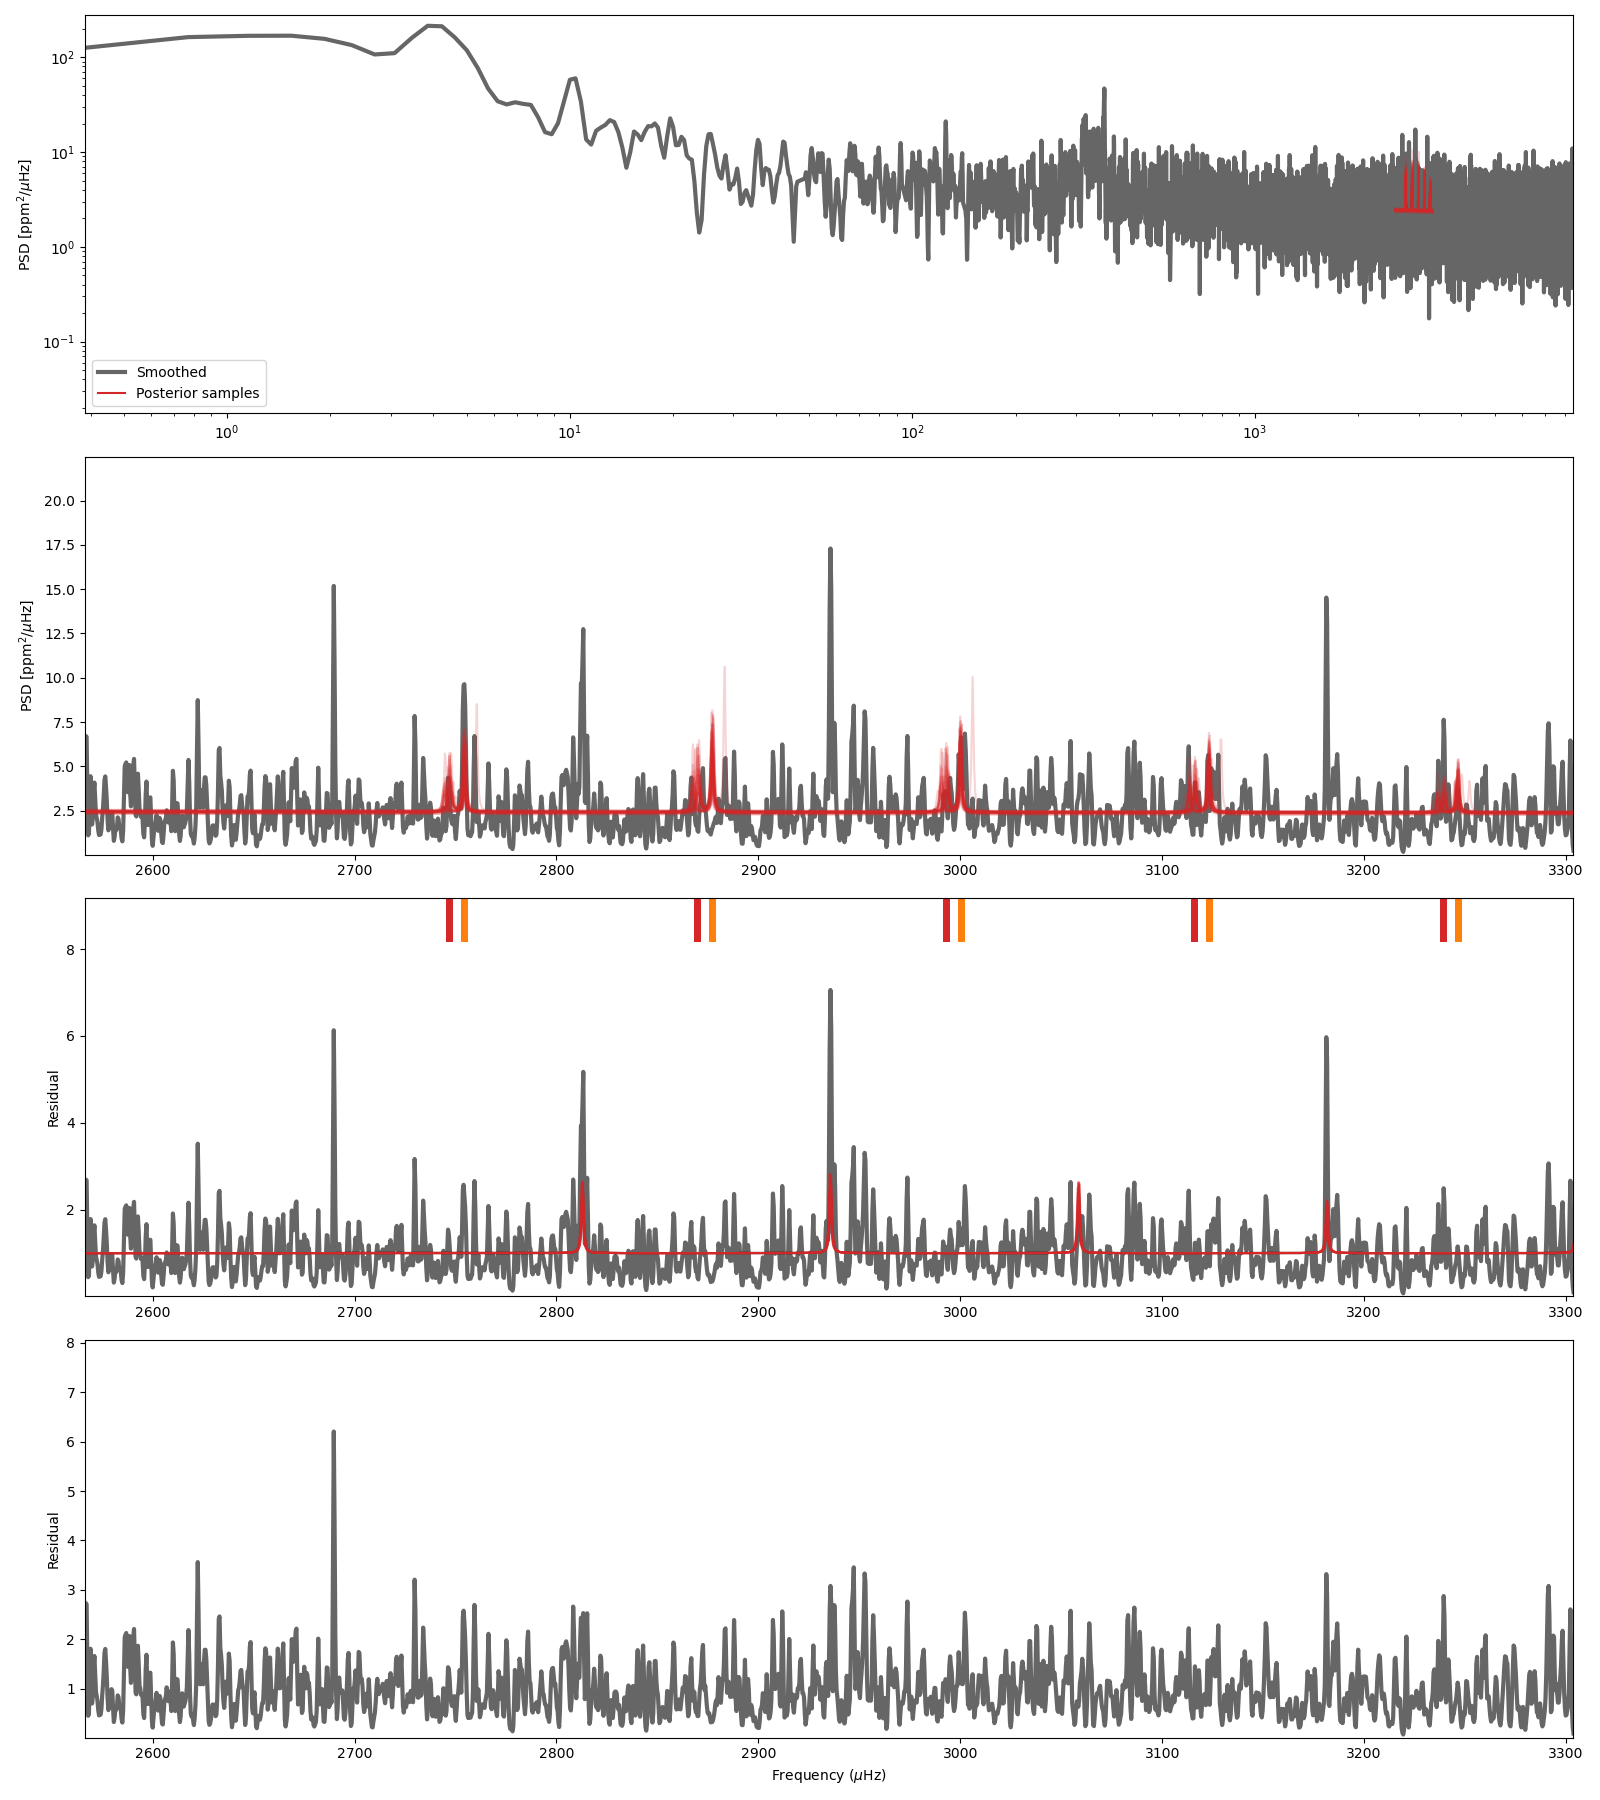 10²
10¹
10⁰
10⁻¹
PSD [ppm²/μHz]
Smoothed
Posterior samples
10⁰ 10¹ 10² 10³
20.0
17.5
15.0
12.5
10.0
7.5
5.0
2.5
PSD [ppm²/μHz]
2600 2700 2800 2900 3000 3100 3200 3300
8
6
4
2
Residual
2600 2700 2800 2900 3000 3100 3200 3300
8
7
6
5
4
3
2
1
Residual
2600 2700 2800 2900 3000 3100 3200 3300
Frequency (μHz)